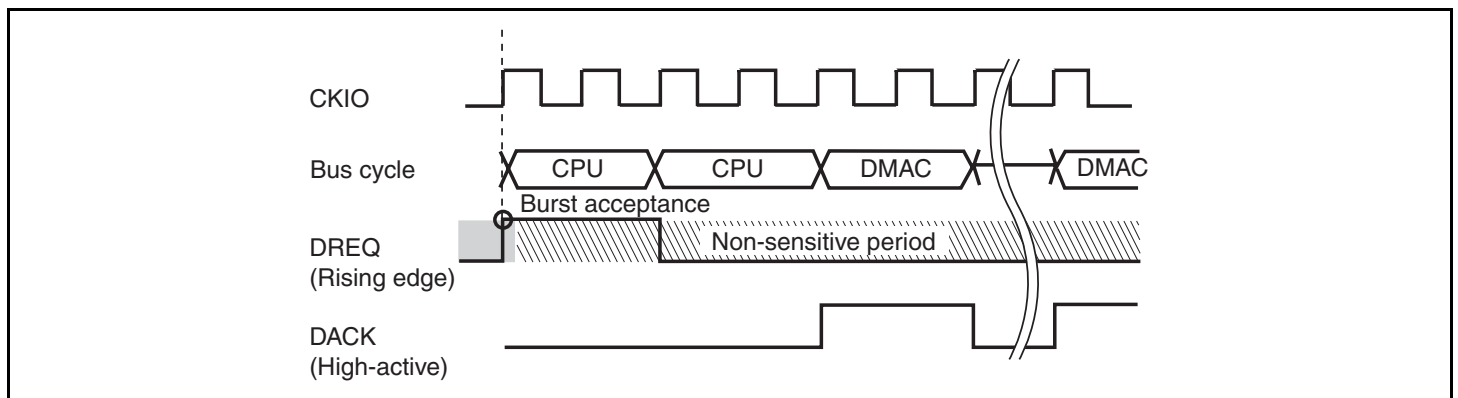 CKIO
Bus cycle
CPU
CPU
DMAC
DMAC
Burst acceptance
DREQ
(Rising edge)
Non-sensitive period
DACK
(High-active)